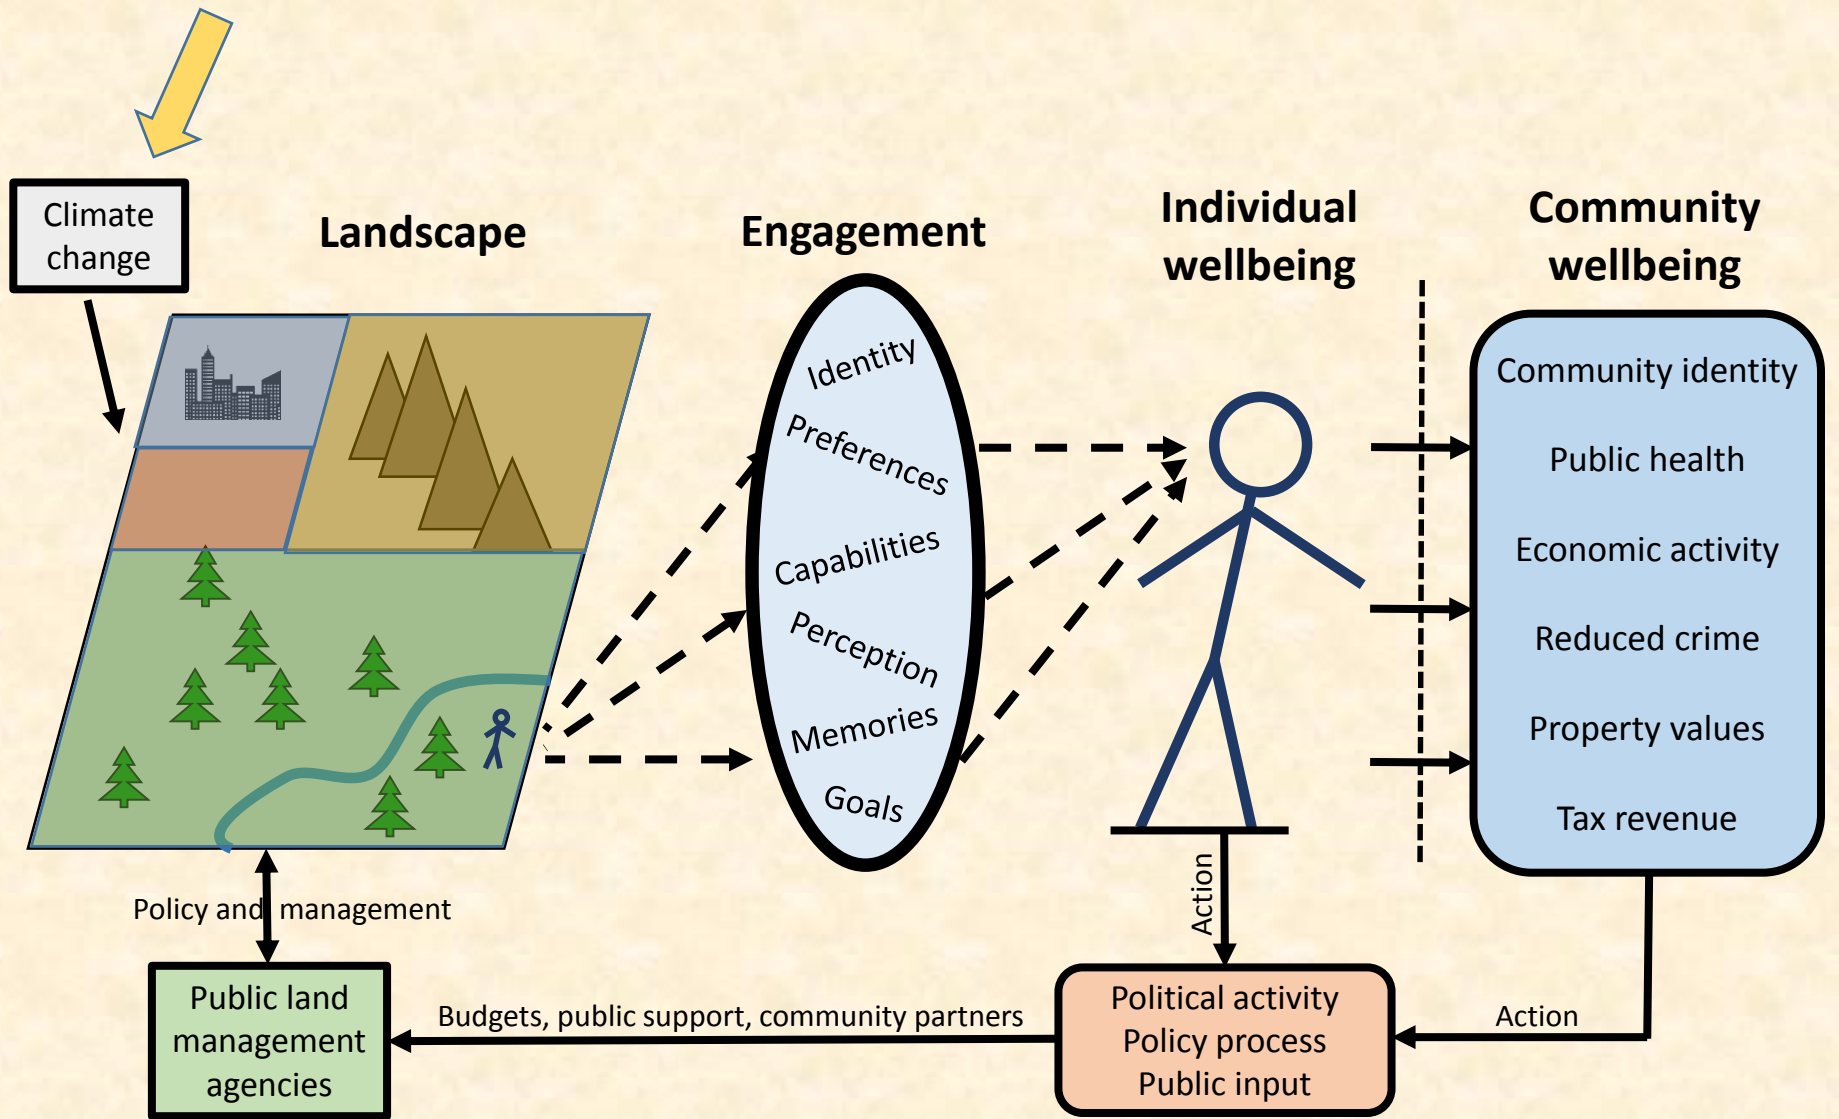 Climate
change
Landscape
Engagement
Individual
wellbeing
Community
wellbeing
Identity
Preferences
Capabilities
Perception
Memories
Goals
Community identity
Public health
Economic activity
Reduced crime
Property values
Tax revenue
Policy and management
Action
Public land
management
agencies
Budgets, public support, community partners
Political activity
Policy process
Public input
Action